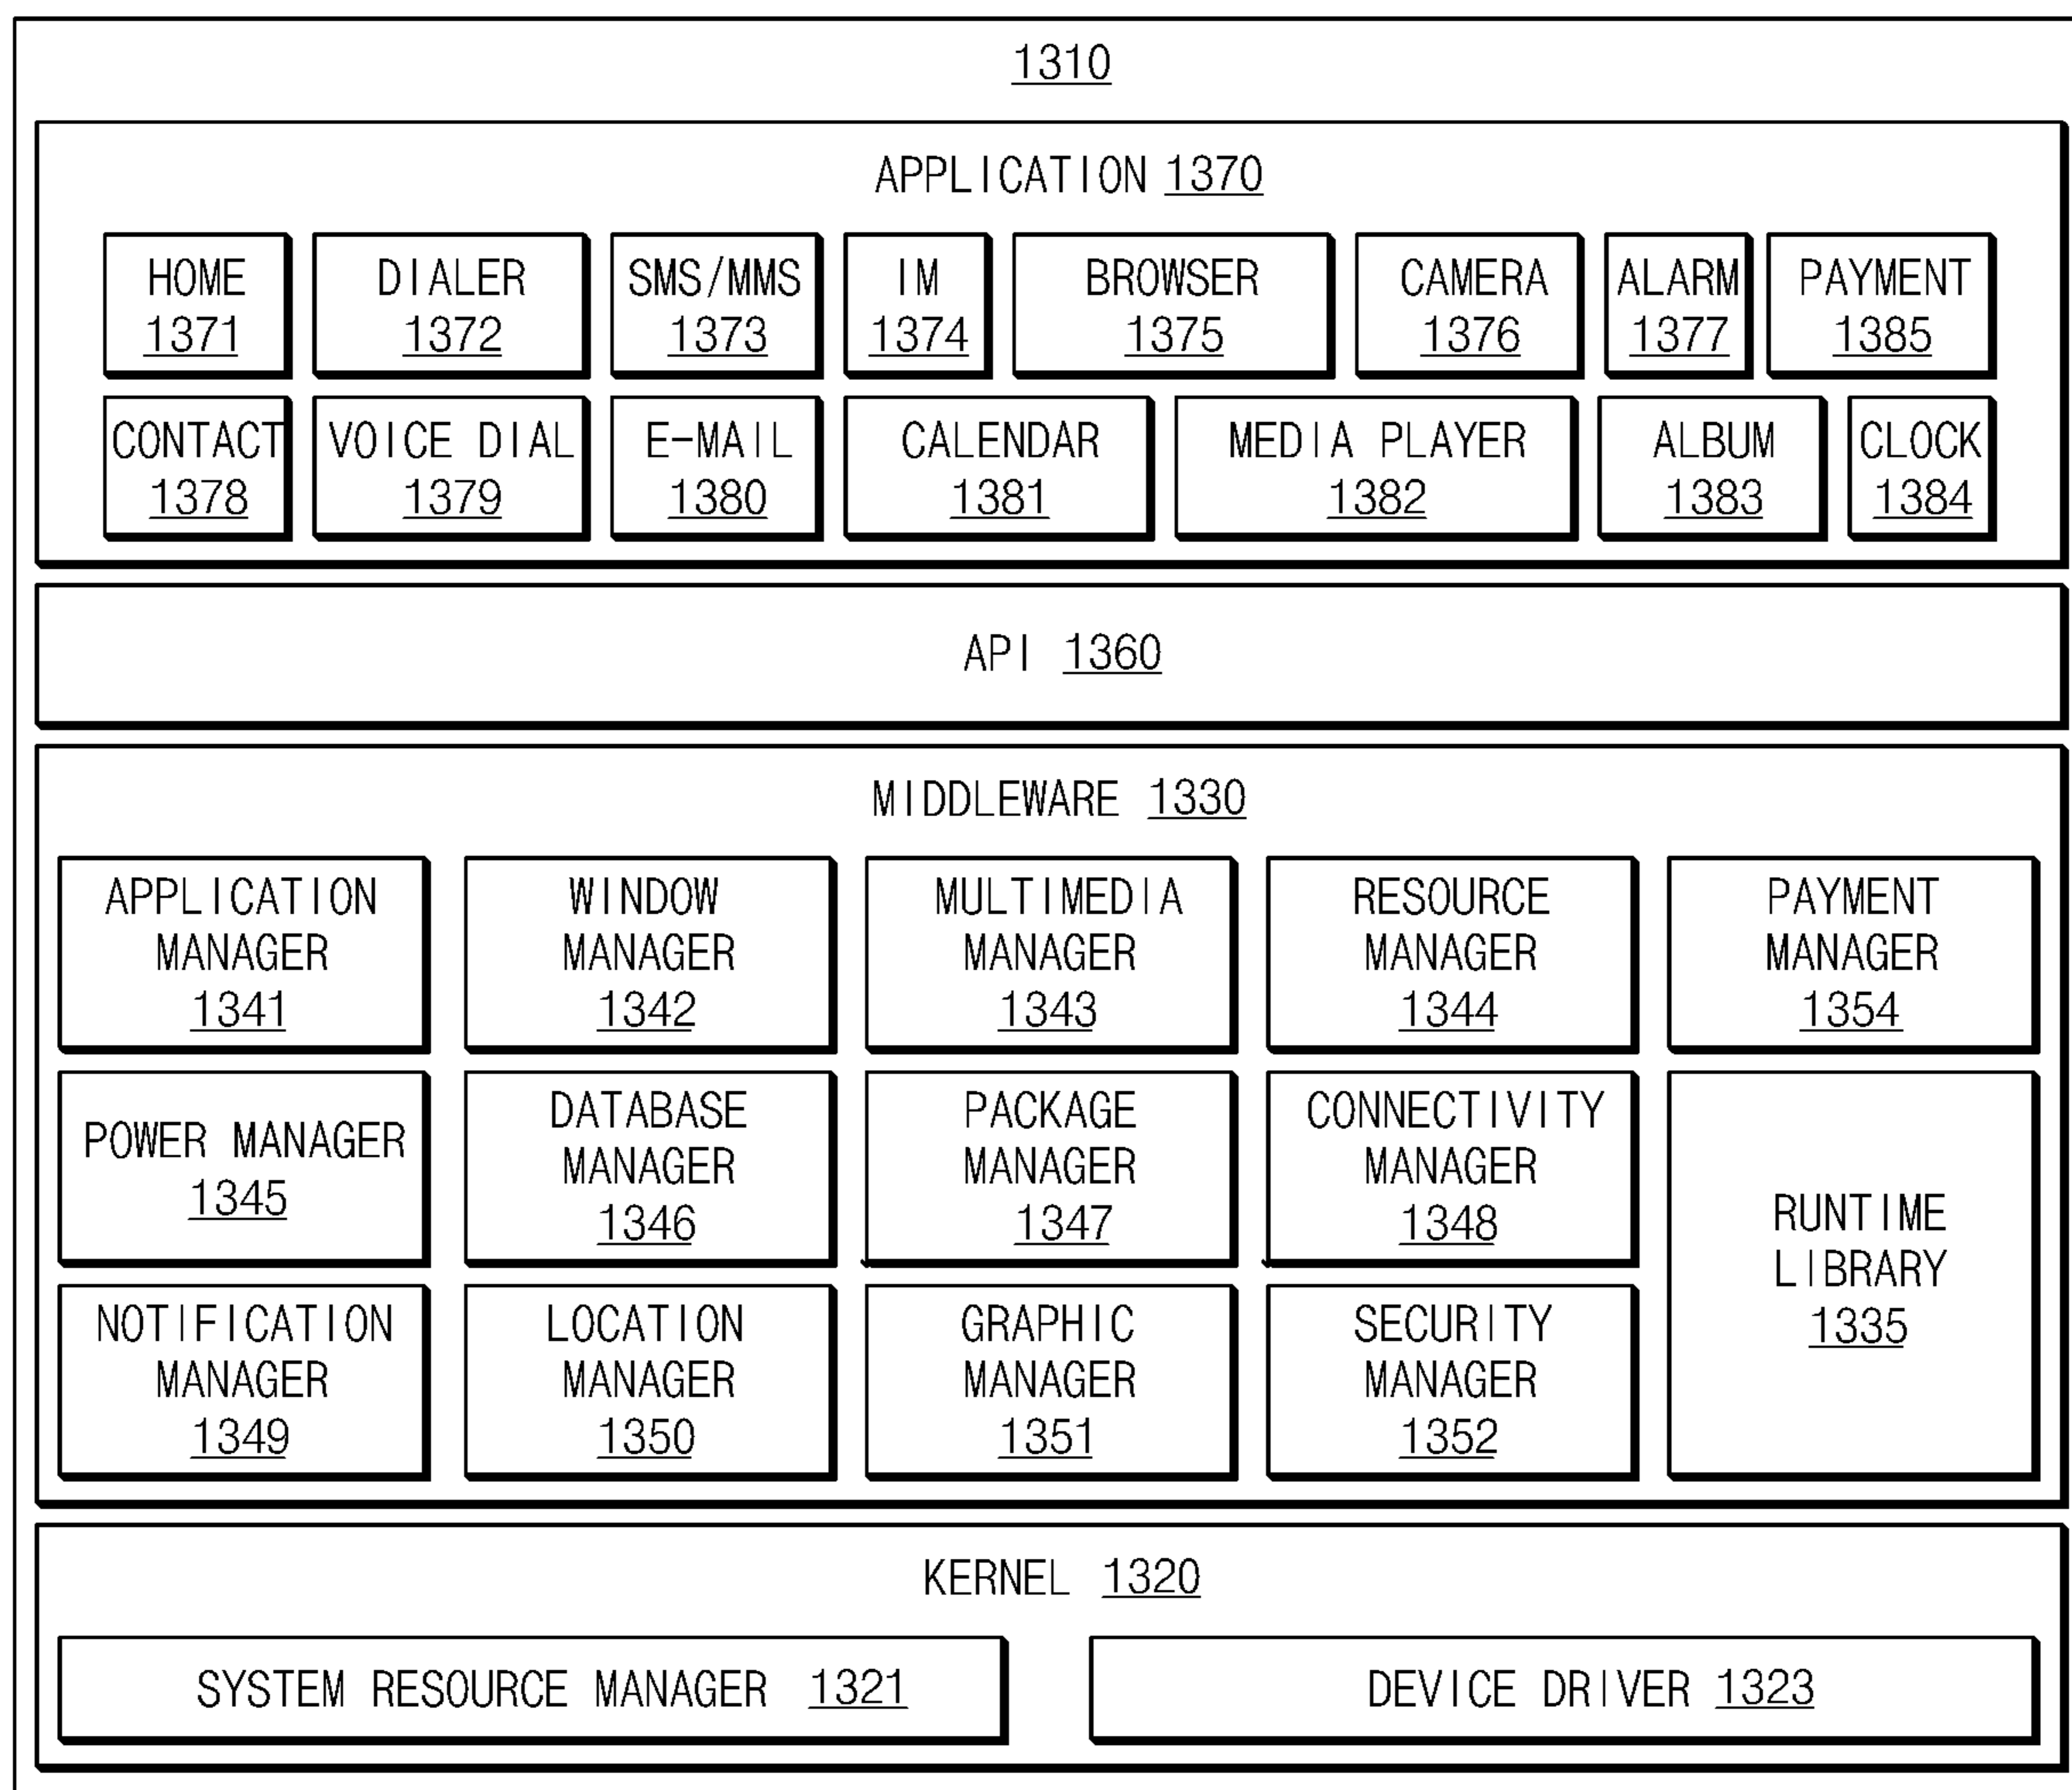 1310
APPLICATION 1370
HOME
1371
DIALER
1372
SMS/MMS
1373
IM
1374
BROWSER
1375
CAMERA
1376
ALARM
1377
PAYMENT
1385
CONTACT
1378
VOICE DIAL
1379
E-MAIL
1380
CALENDAR
1381
MEDIA PLAYER
1382
ALBUM
1383
CLOCK
1384
API 1360
MIDDLEWARE 1330
APPLICATION
MANAGER
1341
WINDOW
MANAGER
1342
MULTIMEDIA
MANAGER
1343
RESOURCE
MANAGER
1344
PAYMENT
MANAGER
1354
POWER MANAGER
1345
DATABASE
MANAGER
1346
PACKAGE
MANAGER
1347
CONNECTIVITY
MANAGER
1348
RUNTIME
LIBRARY
1335
NOTIFICATION
MANAGER
1349
LOCATION
MANAGER
1350
GRAPHIC
MANAGER
1351
SECURITY
MANAGER
1352
KERNEL 1320
SYSTEM RESOURCE MANAGER 1321
DEVICE DRIVER 1323